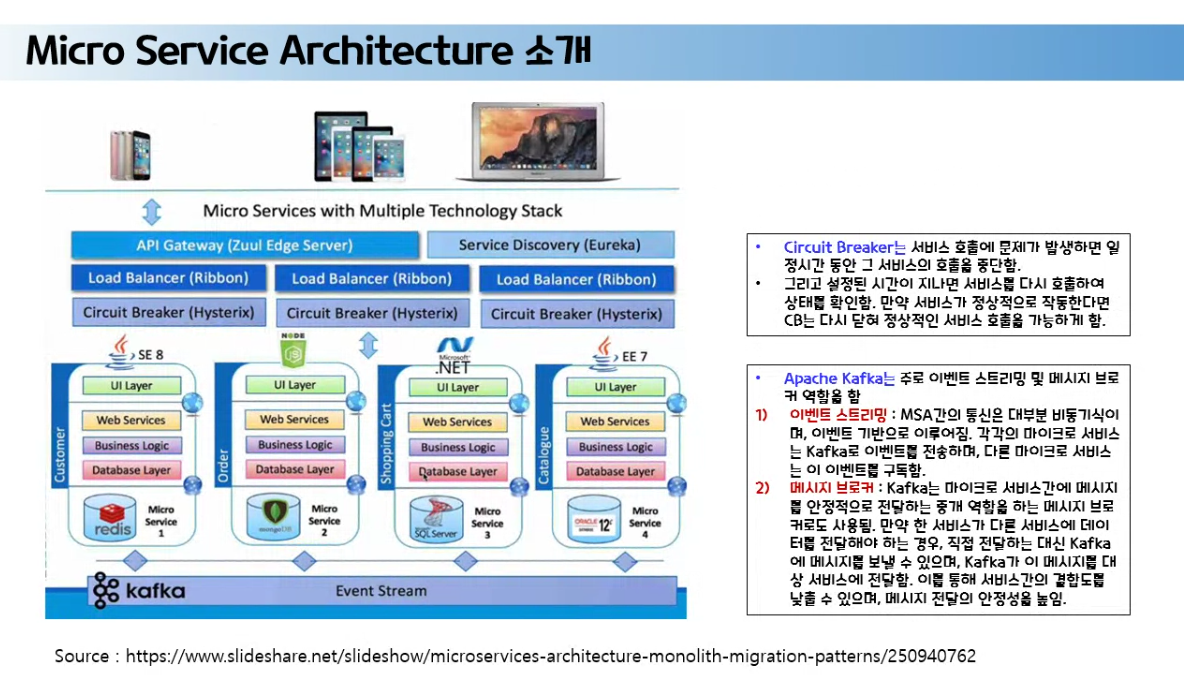 Micro Service Architecture 소개
Micro Services with Multiple Technology Stack
API Gateway (Zuul Edge Server)
Service Discovery (Eureka)
Load Balancer (Ribbon)
Load Balancer (Ribbon)
Load Balancer (Ribbon)
Circuit Breaker (Hysterix)
Circuit Breaker (Hysterix)
Circuit Breaker (Hysterix)
Java
SE 8
Customer
UI Layer
Web Services
Business Logic
Database Layer
redis
Micro
Service
1
NODE
JS
Order
UI Layer
Web Services
Business Logic
Database Layer
mongoDB
Micro
Service
2
Microsoft
.NET
Shopping Cart
UI Layer
Web Services
Business Logic
Database Layer
SQL Server
Micro
Service
3
Java
EE 7
Catalogue
UI Layer
Web Services
Business Logic
Database Layer
ORACLE
12c
Micro
Service
4
kafka
Event Stream
• Circuit Breaker는 서비스 호출에 문제가 발생하면 일
정시간 동안 그 서비스의 호출을 중단함.
• 그리고 설정된 시간이 지나면 서비스를 다시 호출하여
상태를 확인함. 만약 서비스가 정상적으로 작동한다면
CB는 다시 닫혀 정상적인 서비스 호출을 가능하게 함.
• Apache Kafka는 주로 이벤트 스트리밍 및 메시지 브로
커 역할을 함
1) 이벤트 스트리밍 : MSA간의 통신은 대부분 비동기식이
며, 이벤트 기반으로 이루어짐. 각각의 마이크로 서비스
는 Kafka로 이벤트를 전송하며, 다른 마이크로 서비스
는 이 이벤트를 구독함.
2) 메시지 브로커 : Kafka는 마이크로 서비스간에 메시지
를 안정적으로 전달하는 중개 역할을 하는 메시지 브로
커로도 사용됨. 만약 한 서비스가 다른 서비스에 데이
터를 전달해야 하는 경우, 직접 전달하는 대신 Kafka
에 메시지를 보낼 수 있으며, Kafka가 이 메시지를 대
상 서비스에 전달함. 이를 통해 서비스간의 결합도를
낮출 수 있으며, 메시지 전달의 안정성을 높임.
Source : https://www.slideshare.net/slideshow/microservices-architecture-monolith-migration-patterns/250940762